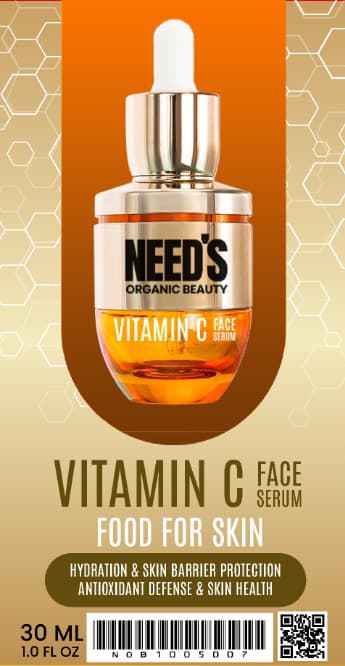 NEED'S
ORGANIC BEAUTY
VITAMIN C FACE
SERUM
VITAMIN C FACE
SERUM
FOOD FOR SKIN
HYDRATION & SKIN BARRIER PROTECTION
ANTIOXIDANT DEFENSE & SKIN HEALTH
30 ML
1.0 FL OZ
NOB1005007